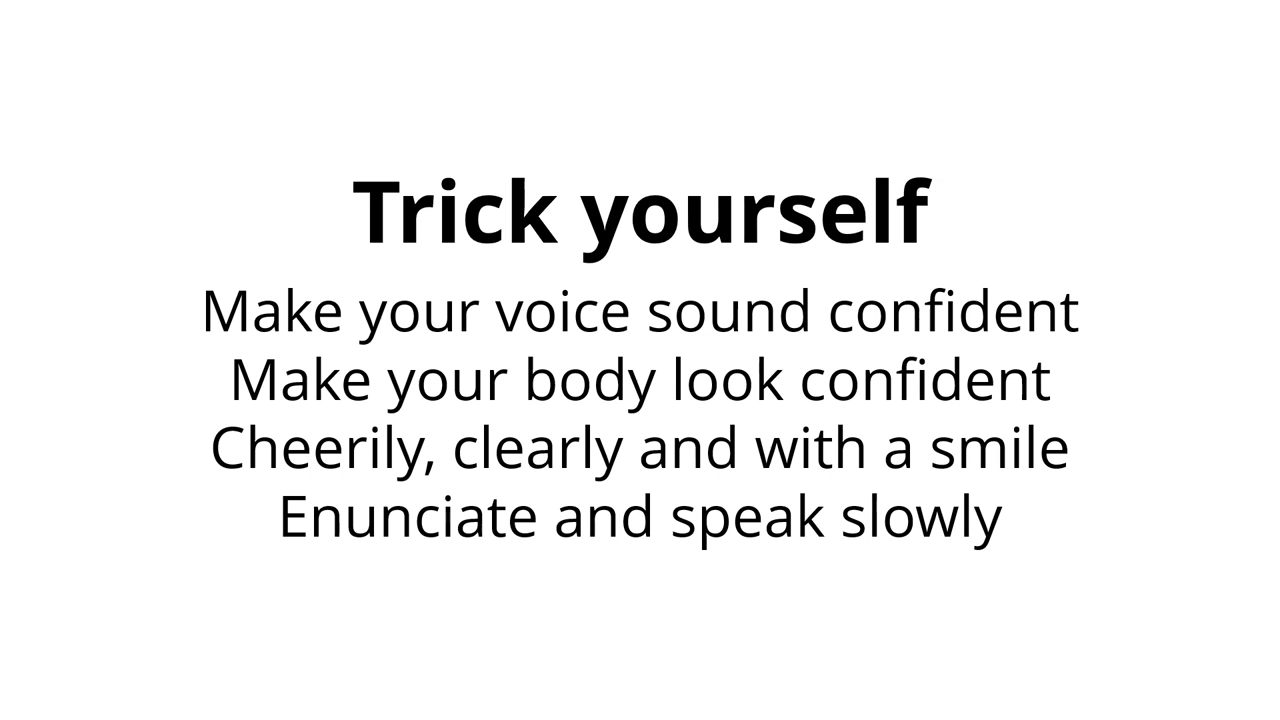 Trick yourself
Make your voice sound confident
Make your body look confident
Cheerily, clearly and with a smile
Enunciate and speak slowly